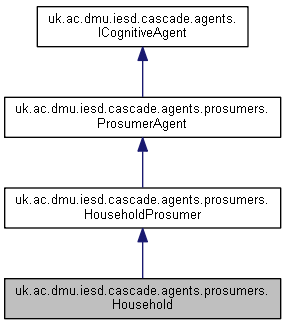 uk.ac.dmu.iesd.cascade.agents.
ICognitiveAgent
uk.ac.dmu.iesd.cascade.agents.prosumers.
ProsumerAgent
uk.ac.dmu.iesd.cascade.agents.prosumers.
HouseholdProsumer
uk.ac.dmu.iesd.cascade.agents.prosumers.
Household